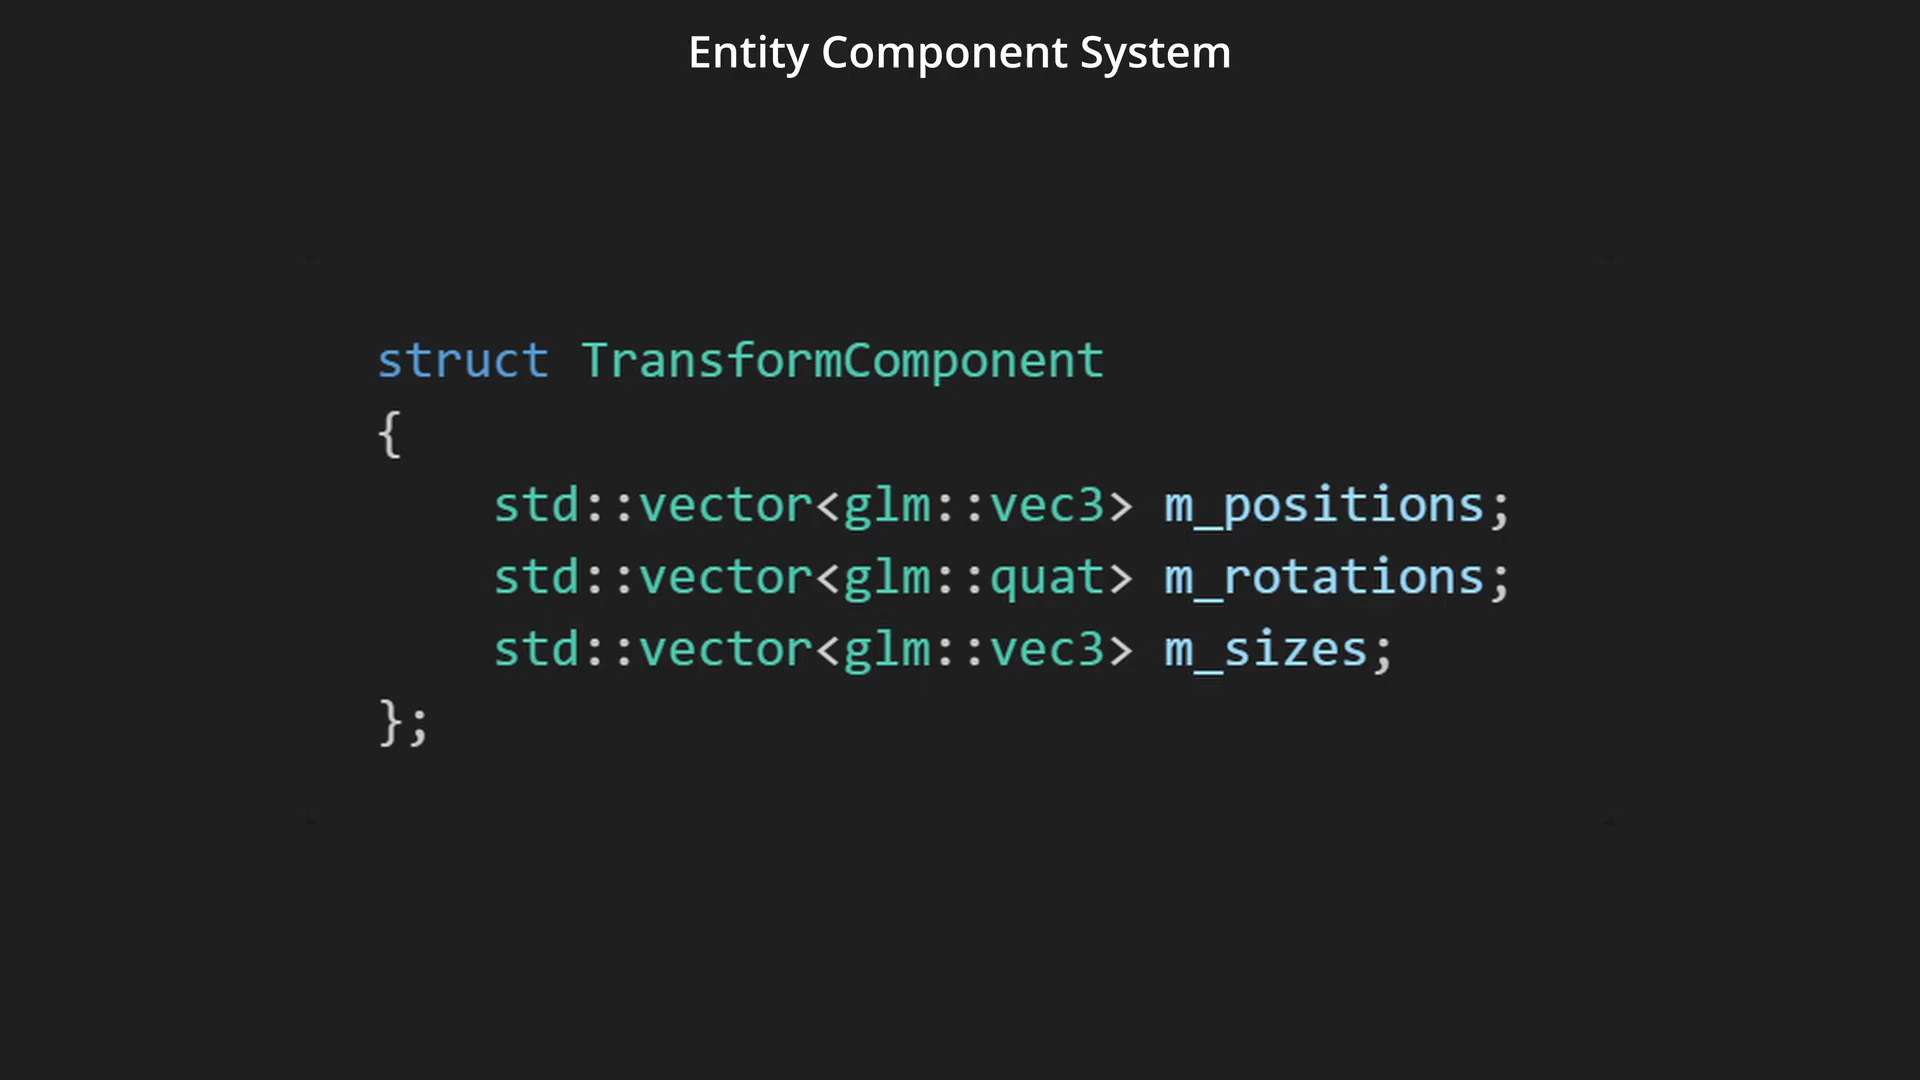 Entity Component System
struct TransformComponent
{
    std::vector<glm::vec3> m_positions;
    std::vector<glm::quat> m_rotations;
    std::vector<glm::vec3> m_sizes;
};